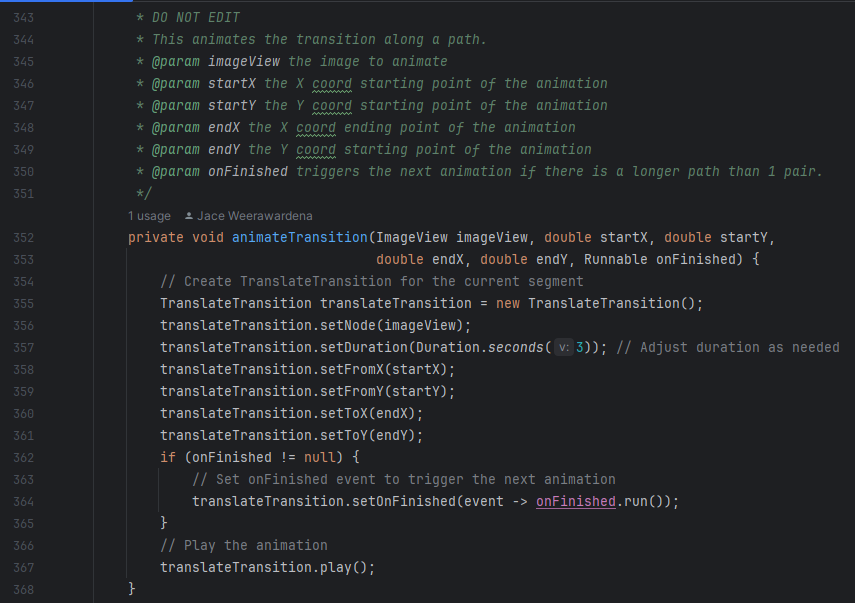 343 * DO NOT EDIT
344 * This animates the transition along a path.
345 * @param imageView the image to animate
346 * @param startX the X coord starting point of the animation
347 * @param startY the Y coord starting point of the animation
348 * @param endX the X coord ending point of the animation
349 * @param endY the Y coord starting point of the animation
350 * @param onFinished triggers the next animation if there is a longer path than 1 pair.
351 */
1 usage Jace Weerawardena
352 private void animateTransition(ImageView imageView, double startX, double startY,
353 double endX, double endY, Runnable onFinished) {
354 // Create TranslateTransition for the current segment
355 TranslateTransition translateTransition = new TranslateTransition();
356 translateTransition.setNode(imageView);
357 translateTransition.setDuration(Duration.seconds( v: 3)); // Adjust duration as needed
358 translateTransition.setFromX(startX);
359 translateTransition.setFromY(startY);
360 translateTransition.setToX(endX);
361 translateTransition.setToY(endY);
362 if (onFinished != null) {
363 // Set onFinished event to trigger the next animation
364 translateTransition.setOnFinished(event -> onFinished.run());
365 }
366 // Play the animation
367 translateTransition.play();
368 }